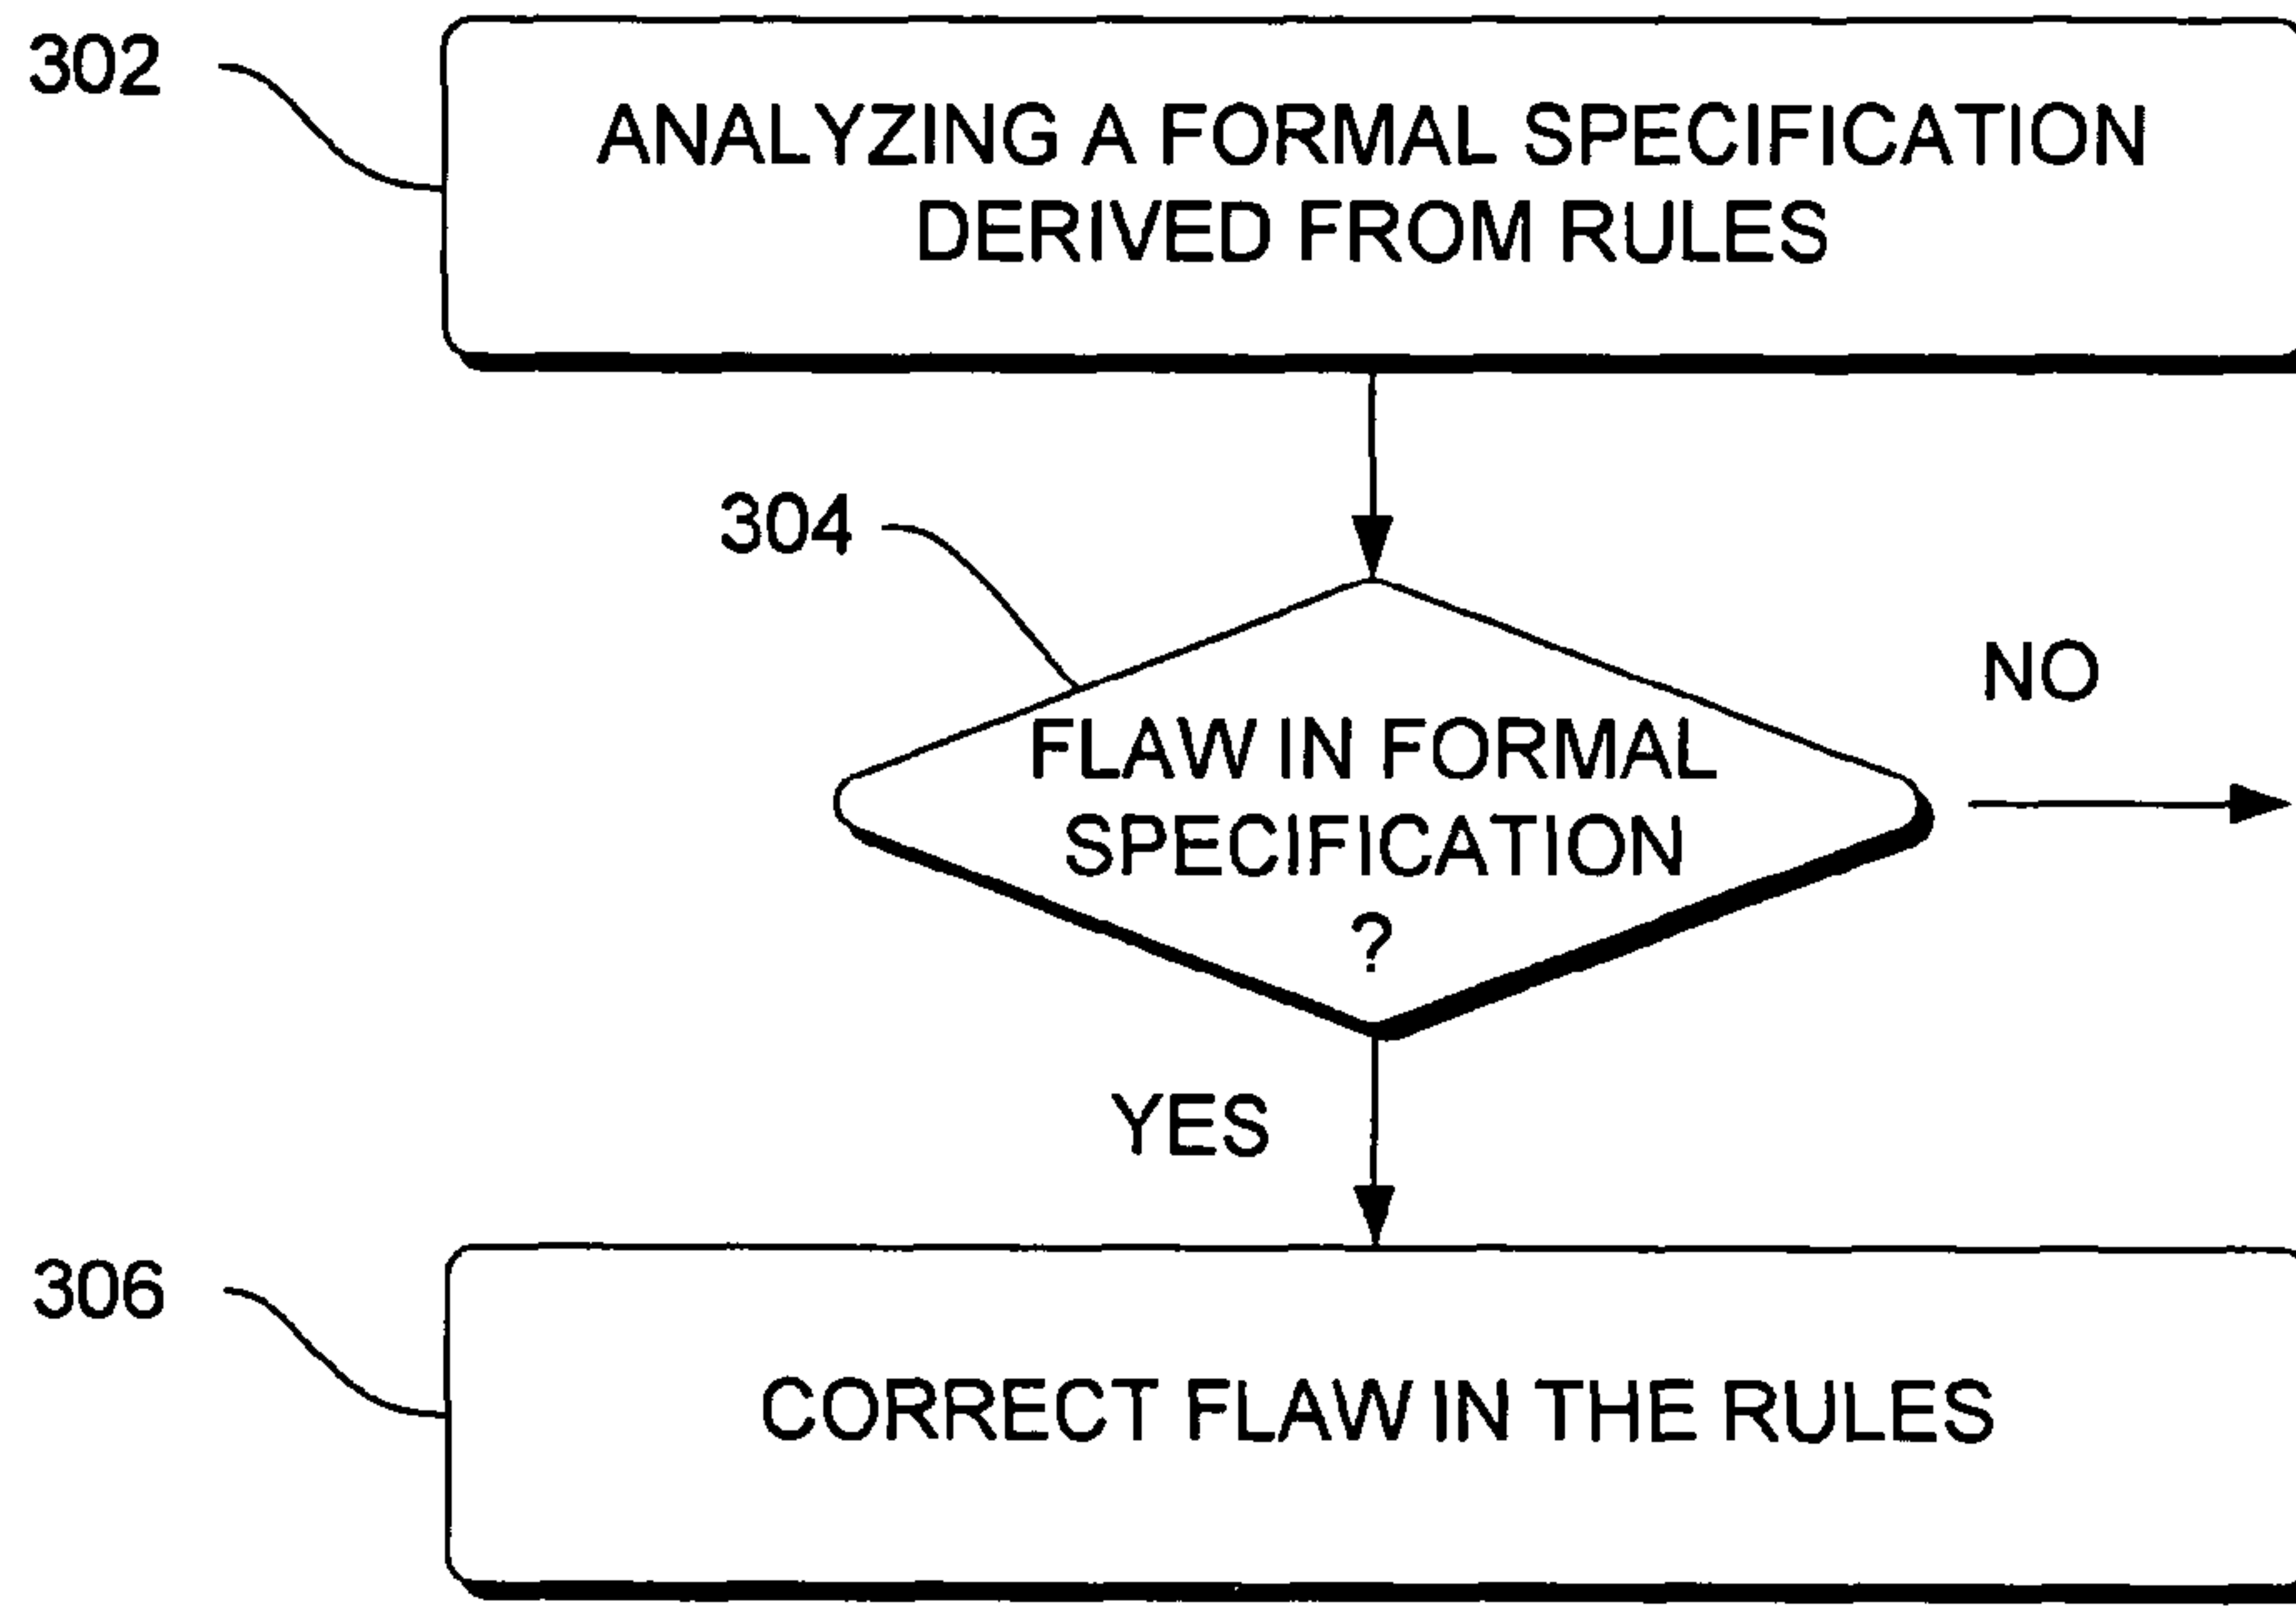 302
ANALYZING A FORMAL SPECIFICATION
DERIVED FROM RULES
304
NO
FLAW IN FORMAL
SPECIFICATION
?
YES
306
CORRECT FLAW IN THE RULES